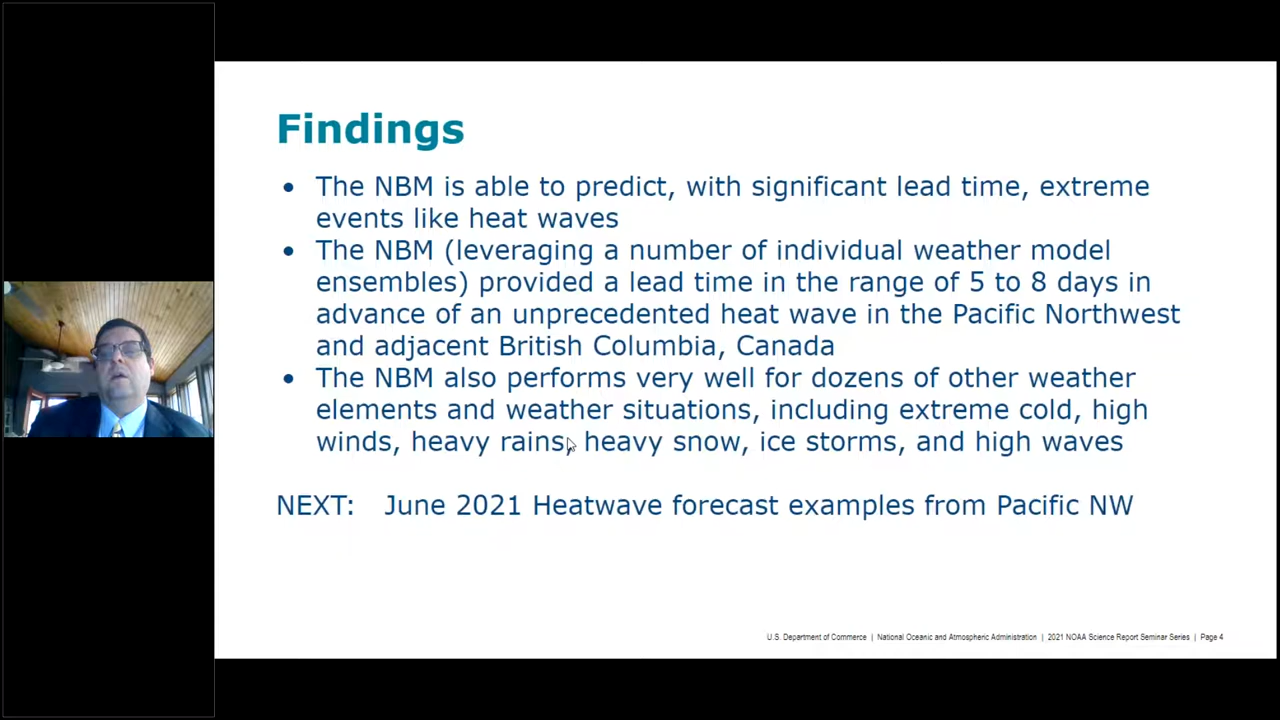 Findings
• The NBM is able to predict, with significant lead time, extreme
events like heat waves
• The NBM (leveraging a number of individual weather model
ensembles) provided a lead time in the range of 5 to 8 days in
advance of an unprecedented heat wave in the Pacific Northwest
and adjacent British Columbia, Canada
• The NBM also performs very well for dozens of other weather
elements and weather situations, including extreme cold, high
winds, heavy rains, heavy snow, ice storms, and high waves
NEXT: June 2021 Heatwave forecast examples from Pacific NW
U.S. Department of Commerce | National Oceanic and Atmospheric Administration | 2021 NOAA Science Report Seminar Series | Page 4